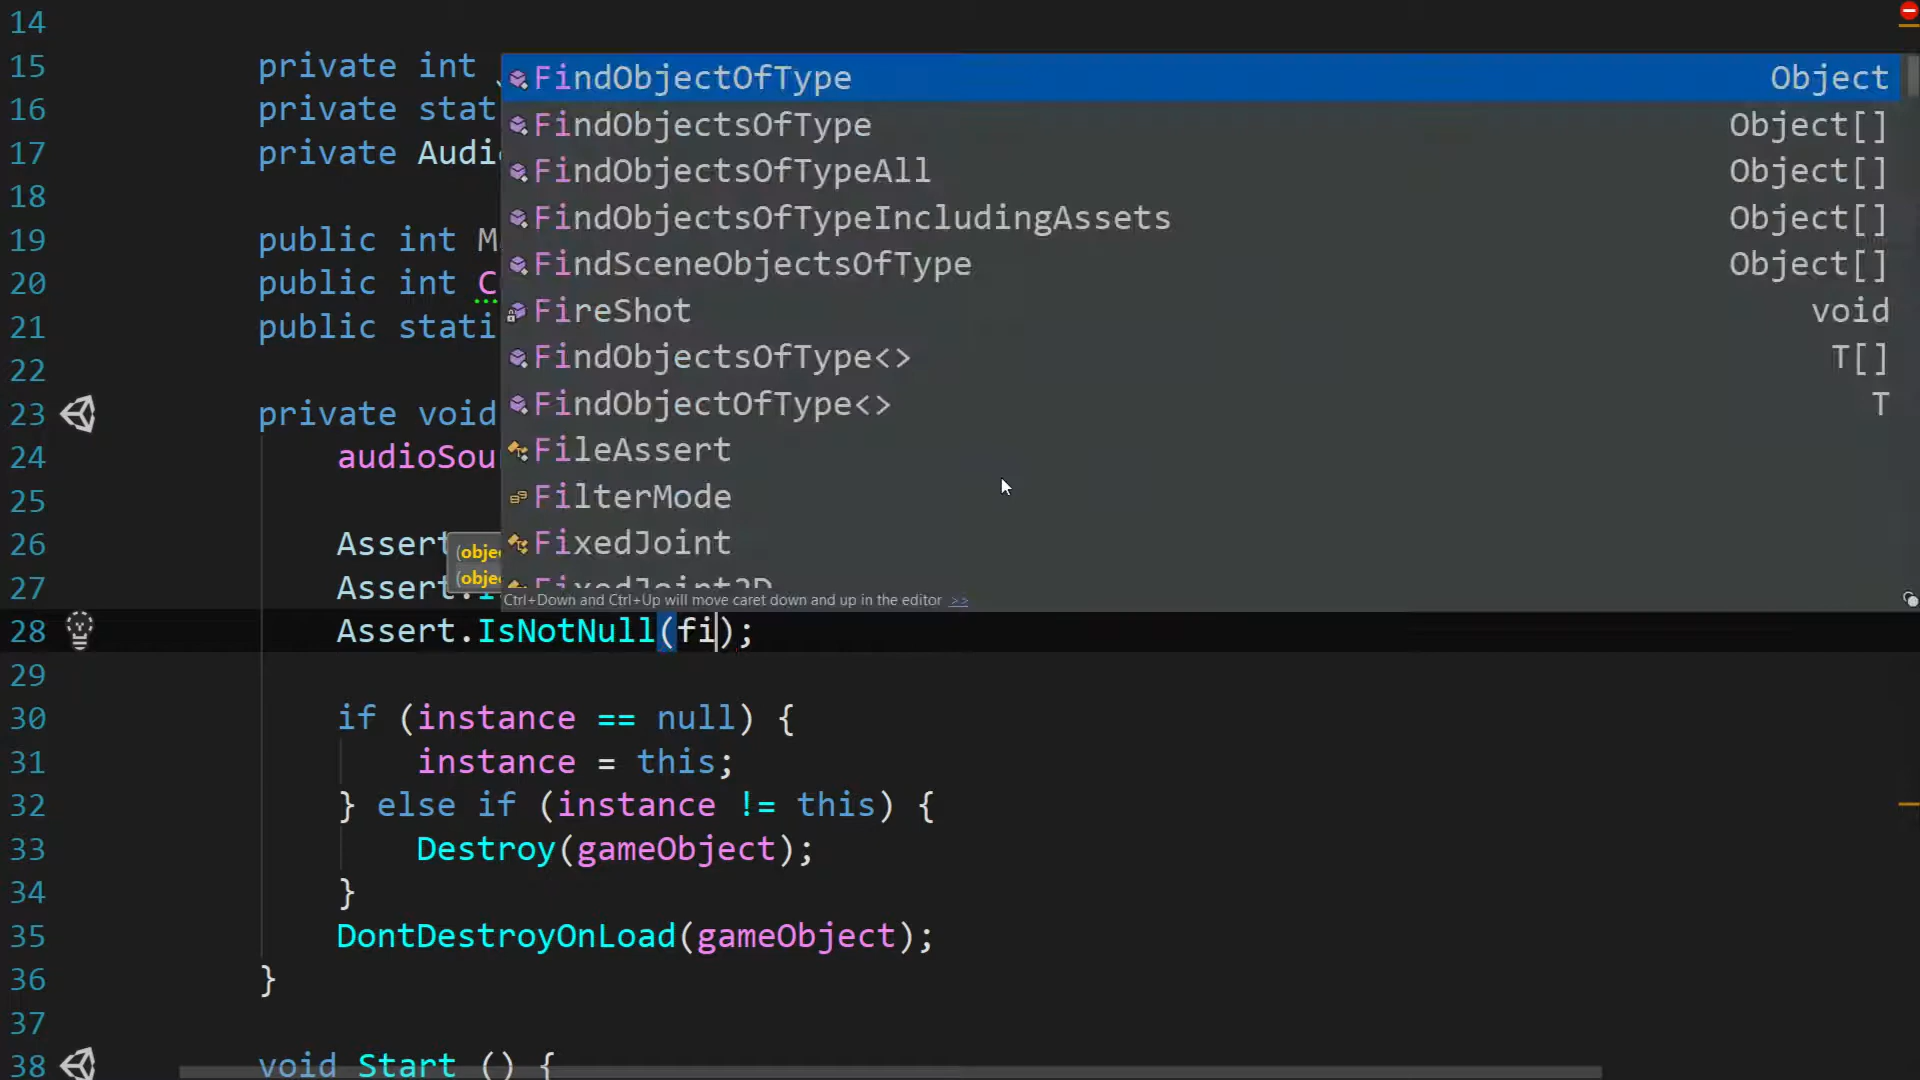 14
15 private int
16 private stat
17 private Audio
18
19 public int M
20 public int C
21 public stati
22
23 private void
24 audioSou
25
26 Assert
27 Assert.
28 Assert.IsNotNull(fi);
29
30 if (instance == null) {
31 instance = this;
32 } else if (instance != this) {
33 Destroy(gameObject);
34 }
35 DontDestroyOnLoad(gameObject);
36 }
37
38 void Start () {
FindObjectOfType Object
FindObjectsOfType Object[]
FindObjectsOfTypeAll Object[]
FindObjectsOfTypeIncludingAssets Object[]
FindSceneObjectsOfType Object[]
FireShot void
FindObjectsOfType<> T[]
FindObjectOfType<> T
FileAssert
FilterMode
FixedJoint
FixedJoint2D
Ctrl+Down and Ctrl+Up will move caret down and up in the editor >>
(obje
(obje